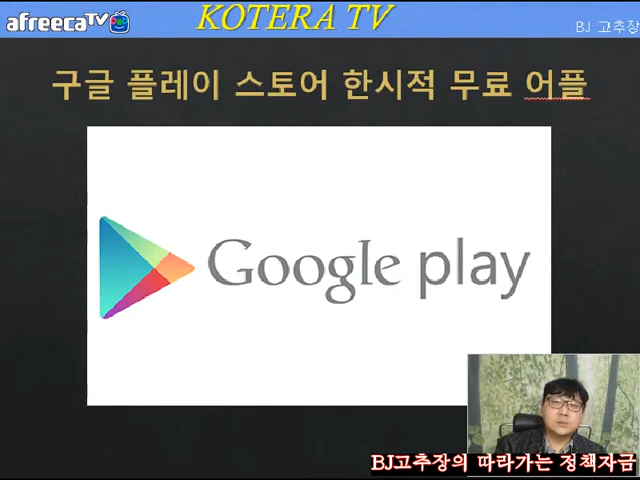 afreecaTV
KOTERA TV
BJ 고추장
구글 플레이 스토어 한시적 무료 어플
Google play
BJ고추장의 따라가는 정책자금